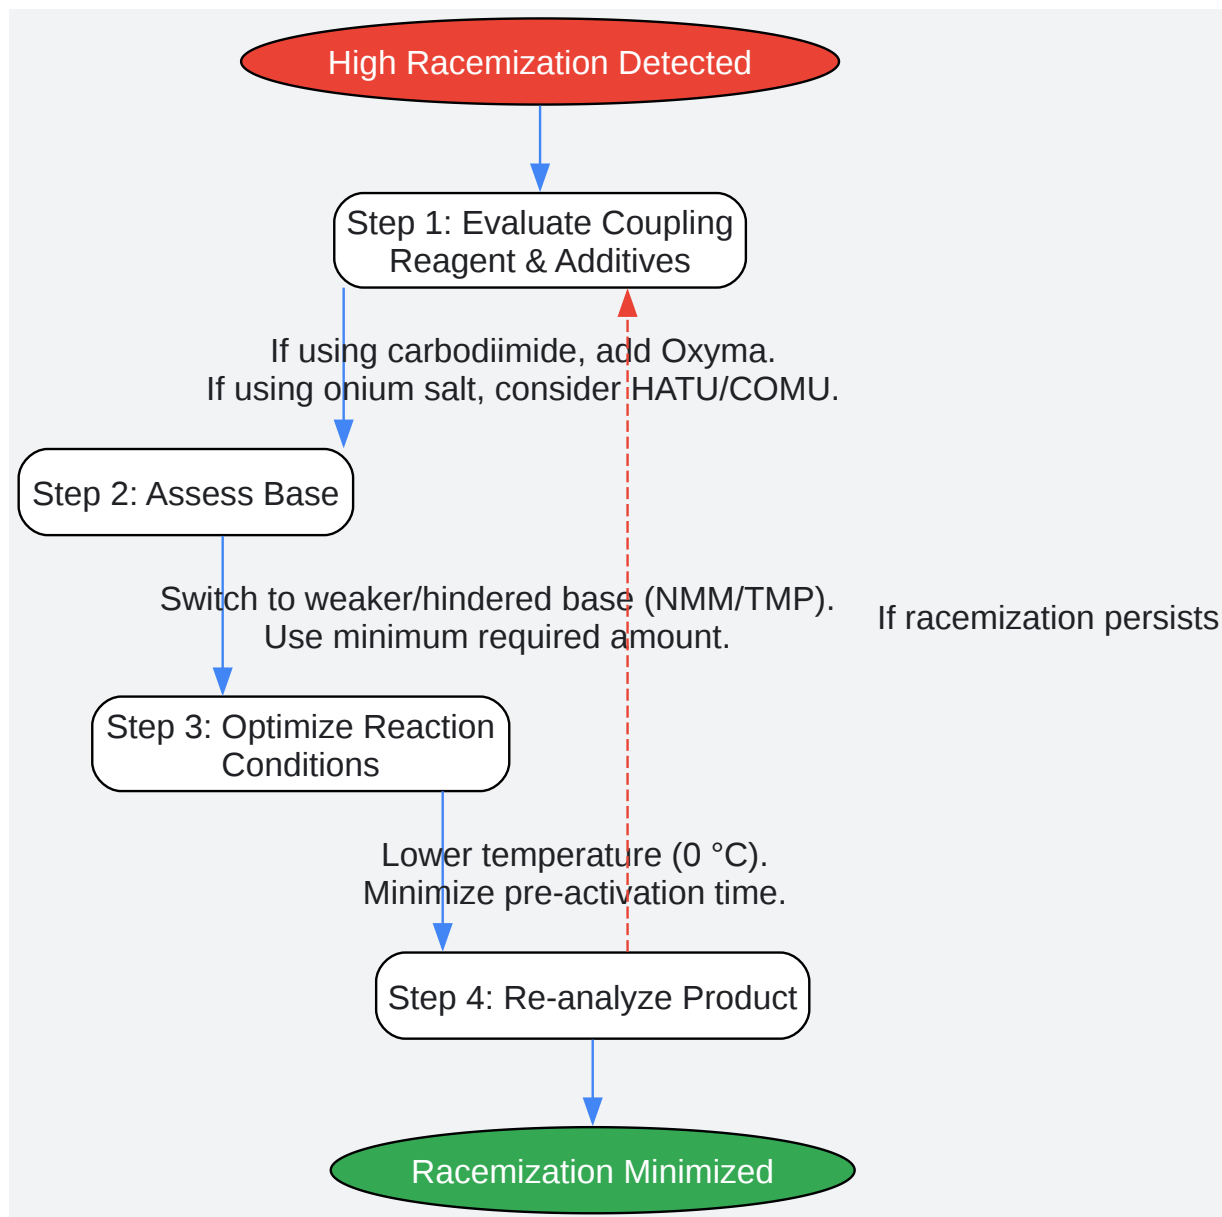 High Racemization Detected
Step 1: Evaluate Coupling
Reagent & Additives
If using carbodiimide, add Oxyma.
If using onium salt, consider HATU/COMU.
Step 2: Assess Base
Switch to weaker/hindered base (NMM/TMP).
Use minimum required amount.
If racemization persists
Step 3: Optimize Reaction
Conditions
Lower temperature (0 °C).
Minimize pre-activation time.
Step 4: Re-analyze Product
Racemization Minimized